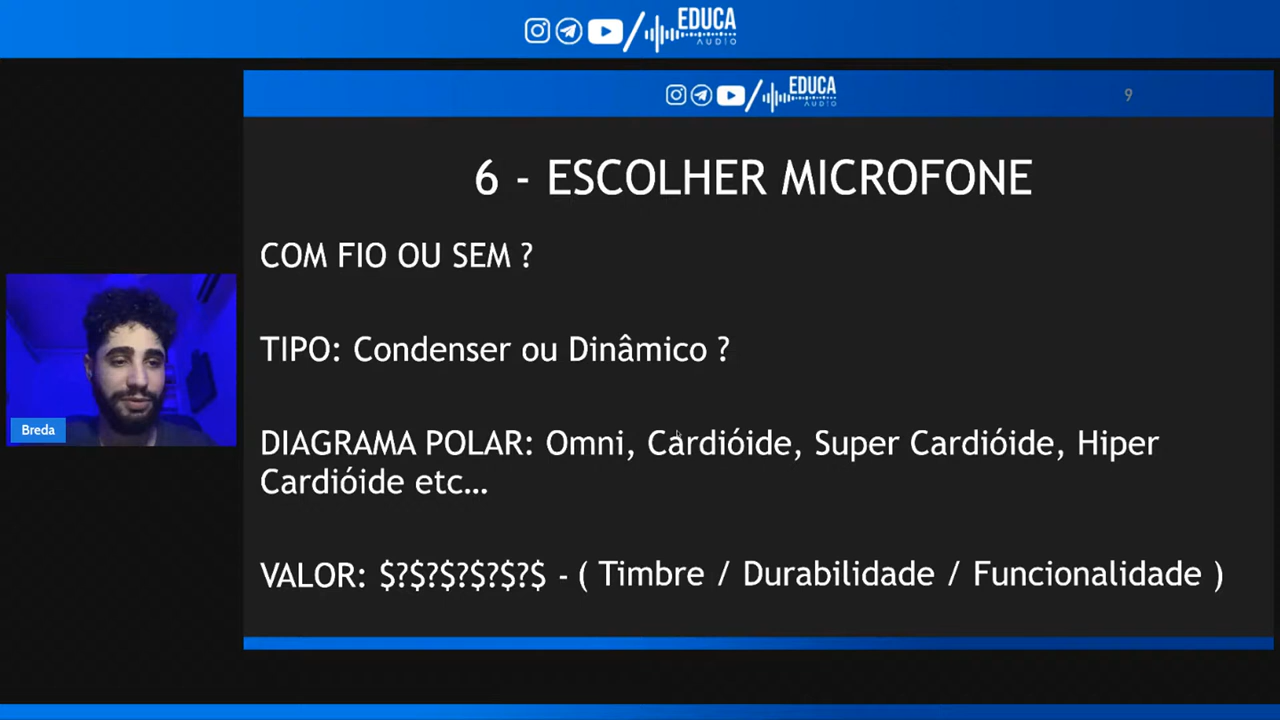 EDUCA
AUDIO
EDUCA
AUDIO
9
6 - ESCOLHER MICROFONE
COM FIO OU SEM ?
TIPO: Condenser ou Dinâmico ?
Breda
DIAGRAMA POLAR: Omni, Cardióide, Super Cardióide, Hiper
Cardióide etc...
VALOR: $?$?$?$?$?$ - ( Timbre / Durabilidade / Funcionalidade )